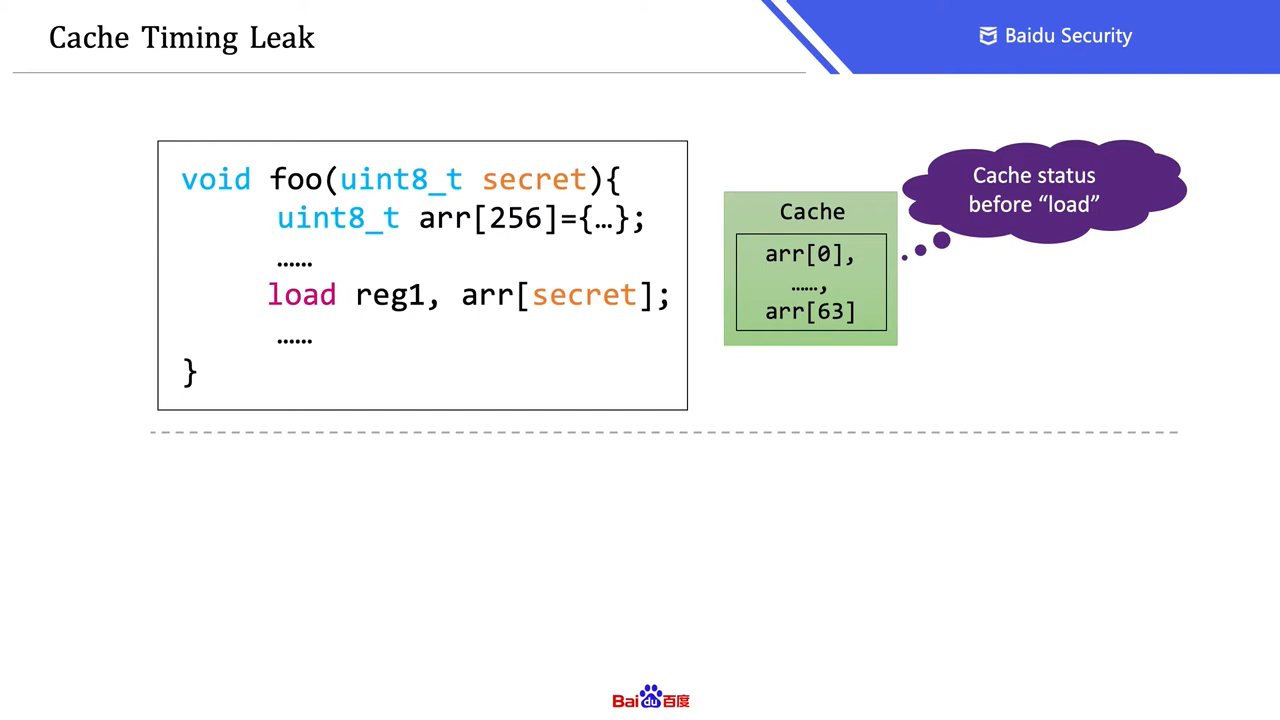 Cache Timing Leak
Baidu Security
void foo(uint8_t secret){
uint8_t arr[256]={…};
……
load reg1, arr[secret];
……
}
Cache
arr[0],
……,
arr[63]
Cache status
before “load”
Bai du 百度